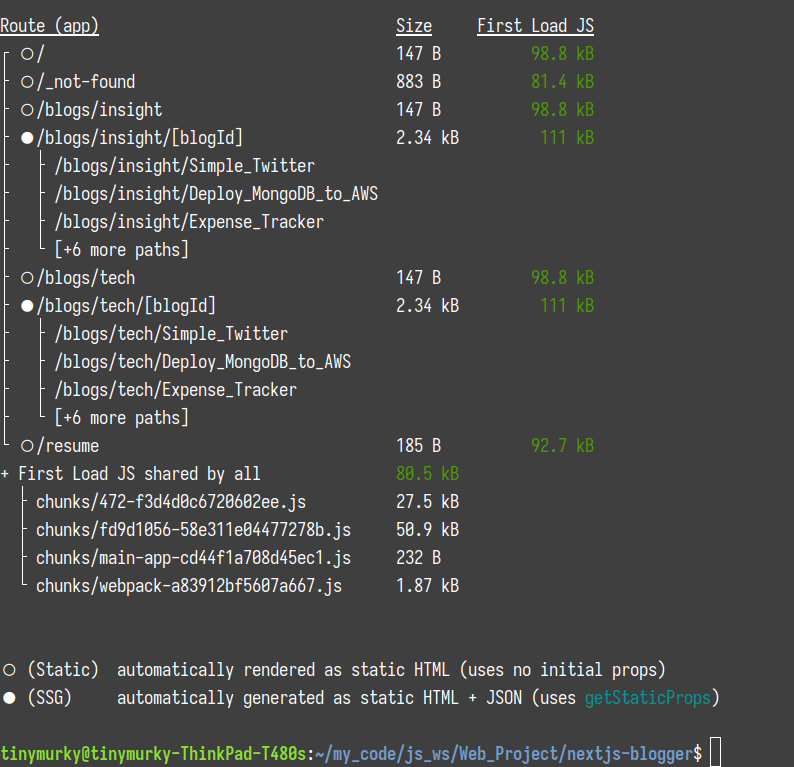 Route (app) Size First Load JS
┌ ○ / 147 B 98.8 kB
├ ○ /_not-found 883 B 81.4 kB
├ ○ /blogs/insight 147 B 98.8 kB
├ ● /blogs/insight/[blogId] 2.34 kB 111 kB
├ ├ /blogs/insight/Simple_Twitter
├ ├ /blogs/insight/Deploy_MongoDB_to_AWS
├ ├ /blogs/insight/Expense_Tracker
├ └ [+6 more paths]
├ ○ /blogs/tech 147 B 98.8 kB
├ ● /blogs/tech/[blogId] 2.34 kB 111 kB
├ ├ /blogs/tech/Simple_Twitter
├ ├ /blogs/tech/Deploy_MongoDB_to_AWS
├ ├ /blogs/tech/Expense_Tracker
├ └ [+6 more paths]
└ ○ /resume 185 B 92.7 kB
+ First Load JS shared by all 80.5 kB
├ chunks/472-f3d4d0c6720602ee.js 27.5 kB
├ chunks/fd9d1056-58e311e04477278b.js 50.9 kB
├ chunks/main-app-cd44f1a708d45ec1.js 232 B
└ chunks/webpack-a83912bf5607a667.js 1.87 kB
○ (Static) automatically rendered as static HTML (uses no initial props)
● (SSG) automatically generated as static HTML + JSON (uses getStaticProps)
tinymurky@tinymurky-ThinkPad-T480s:~/my_code/js_ws/Web_Project/nextjs-blogger$